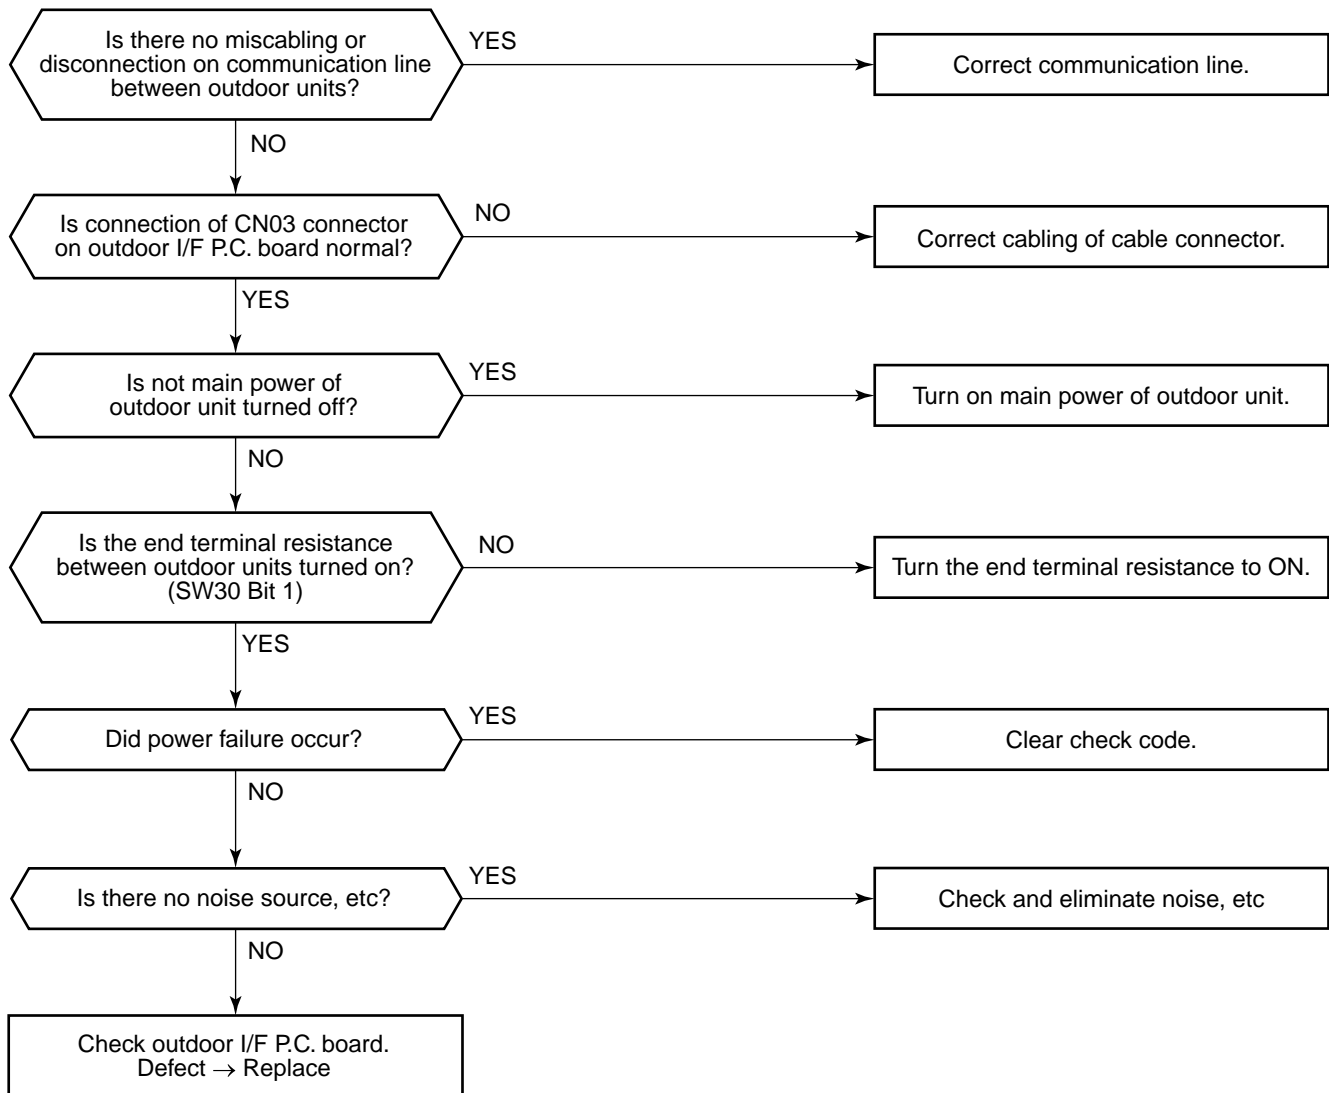 Is there no miscabling or
disconnection on communication line
between outdoor units?
YES
Correct communication line.
NO
Is connection of CN03 connector
on outdoor I/F P.C. board normal?
NO
Correct cabling of cable connector.
YES
Is not main power of
outdoor unit turned off?
YES
Turn on main power of outdoor unit.
NO
Is the end terminal resistance
between outdoor units turned on?
(SW30 Bit 1)
NO
Turn the end terminal resistance to ON.
YES
Did power failure occur?
YES
Clear check code.
NO
Is there no noise source, etc?
YES
Check and eliminate noise, etc
NO
Check outdoor I/F P.C. board.
Defect → Replace